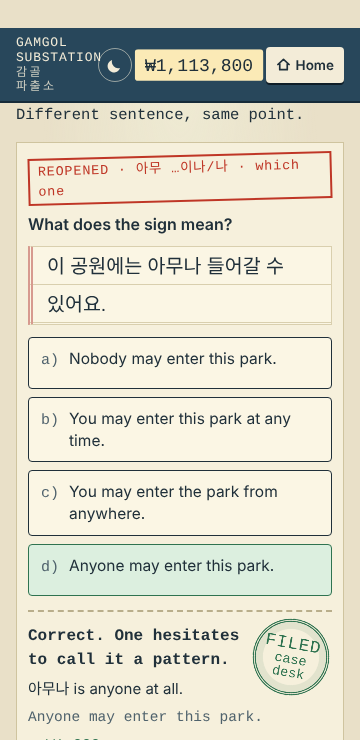 GAMGOL
SUBSTATION
감골
파출소
₩1,113,800
Home
Different sentence, same point.
REOPENED · 아무 …이나/나 · which
one
What does the sign mean?
이 공원에는 아무나 들어갈 수
있어요.
a) Nobody may enter this park.
b) You may enter this park at any
time.
c) You may enter the park from
anywhere.
d) Anyone may enter this park.
Correct. One hesitates
to call it a pattern.
FILED
case
desk
아무나 is anyone at all.
Anyone may enter this park.